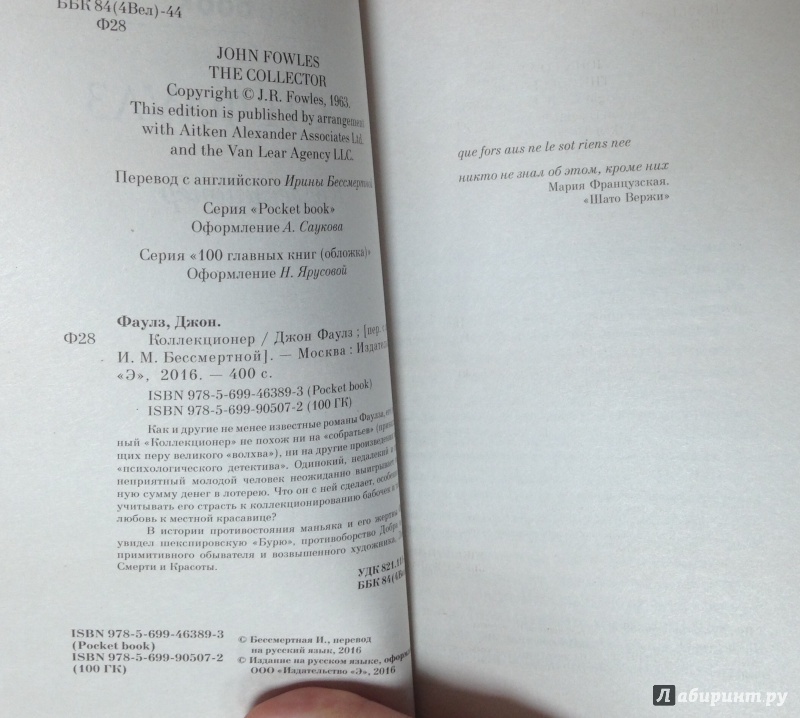 ББК 84(4Вел)-44
Ф28
JOHN FOWLES
THE COLLECTOR
Copyright © J.R. Fowles, 1963.
This edition is published by arrangement
with Aitken Alexander Associates Ltd.
and the Van Lear Agency LLC.
Перевод с английского Ирины
Серия «Pocket book»
Оформление А. Саукова
Серия «100 главных книг (обложка)»
Оформление Н. Ярусовой
Фаулз, Джон.
Ф28
Коллекционер / Джон Фаулз ; [пер.
И. М. Бессмертной]. — Москва :
«Э», 2016. — 400 с.
ISBN 978-5-699-46389-3 (Pocket book)
ISBN 978-5-699-90507-2 (100 ГК)
Как и другие не менее известные романы Фаулза,
ный «Коллекционер» не похож ни на «собратьев»
щих перу великого «волхва»), ни на другие
«психологического детектива». Одинокий, недалекий
неприятный молодой человек неожиданно выигрывает
ную сумму денег в лотерею. Что он с ней сделает,
учитывать его страсть к коллекционированию бабочек и
любовь к местной красавице?
В истории противостояния маньяка и его
увидел шекспировскую «Бурю», противоборство
примитивного обывателя и возвышенного художника,
Смерти и Красоты.
УДК
ББК
ISBN 978-5-699-46389-3
(Pocket book)
ISBN 978-5-699-90507-2
(100 ГК)
© Бессмертная И., перевод
на русский язык, 2016
© Издание на русском языке,
ООО «Издательство «Э», 2016
que fors aus ne le sot riens nee
никто не знал об этом, кроме них
Мария Французская.
«Шато Вержи»
Лабиринт.ру